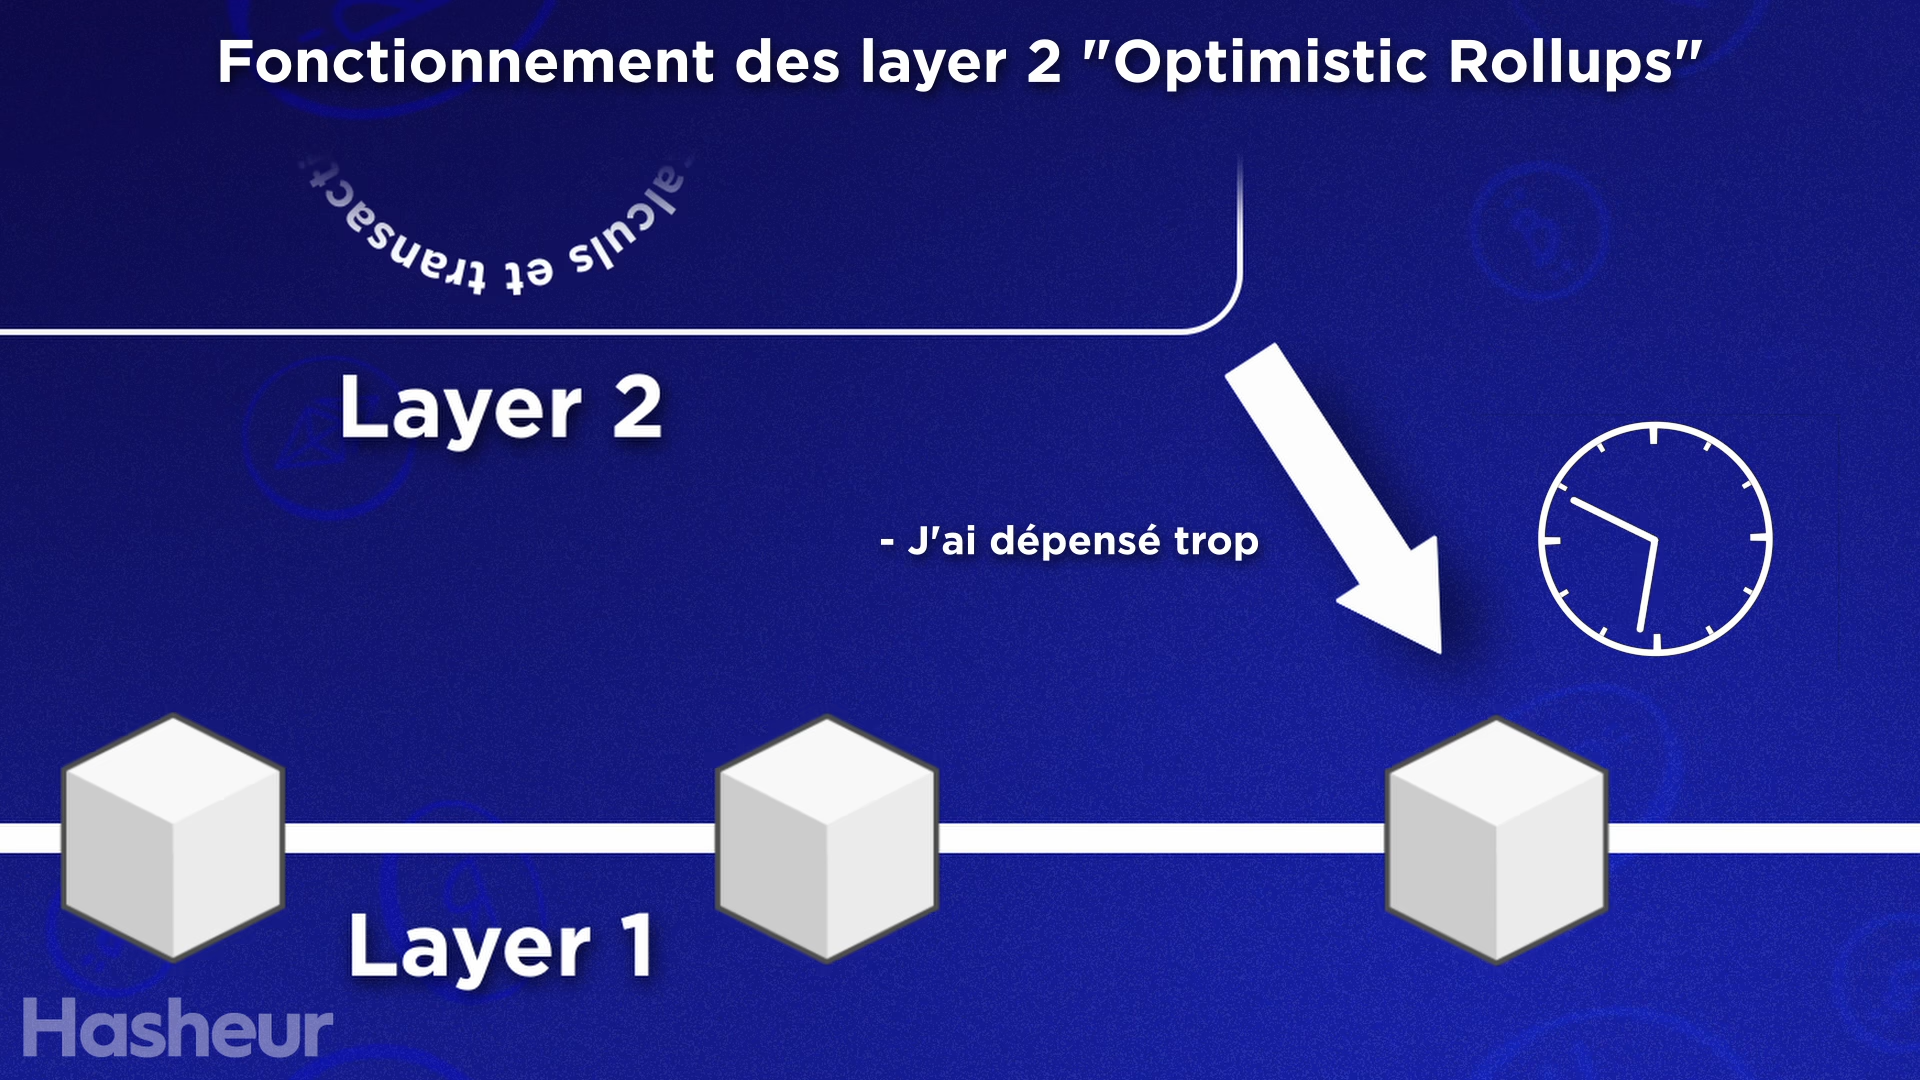 Fonctionnement des layer 2 "Optimistic Rollups"
alculs et transact
Layer 2
- J'ai dépensé trop
Layer 1
Hasheur